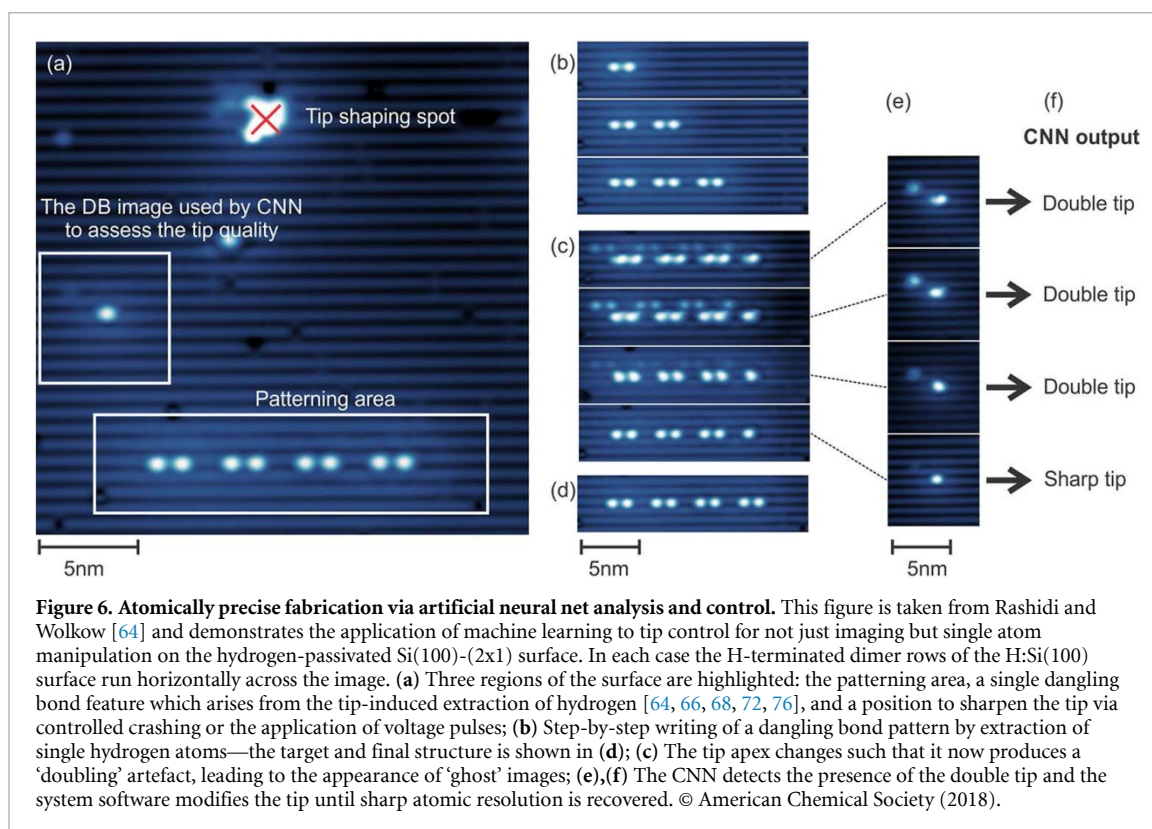 (a)
Tip shaping spot
The DB image used by CNN
to assess the tip quality
Patterning area
5nm
(b)
(c)
(d)
5nm
(e)
5nm
(f)
CNN output
Double tip
Double tip
Double tip
Sharp tip
Figure 6. Atomically precise fabrication via artificial neural net analysis and control. This figure is taken from Rashidi and
Wolkow [64] and demonstrates the application of machine learning to tip control for not just imaging but single atom
manipulation on the hydrogen-passivated Si(100)-(2x1) surface. In each case the H-terminated dimer rows of the H:Si(100)
surface run horizontally across the image. (a) Three regions of the surface are highlighted: the patterning area, a single dangling
bond feature which arises from the tip-induced extraction of hydrogen [64, 66, 68, 72, 76], and a position to sharpen the tip via
controlled crashing or the application of voltage pulses; (b) Step-by-step writing of a dangling bond pattern by extraction of
single hydrogen atoms—the target and final structure is shown in (d); (c) The tip apex changes such that it now produces a
‘doubling’ artefact, leading to the appearance of ‘ghost’ images; (e),(f) The CNN detects the presence of the double tip and the
system software modifies the tip until sharp atomic resolution is recovered. © American Chemical Society (2018).